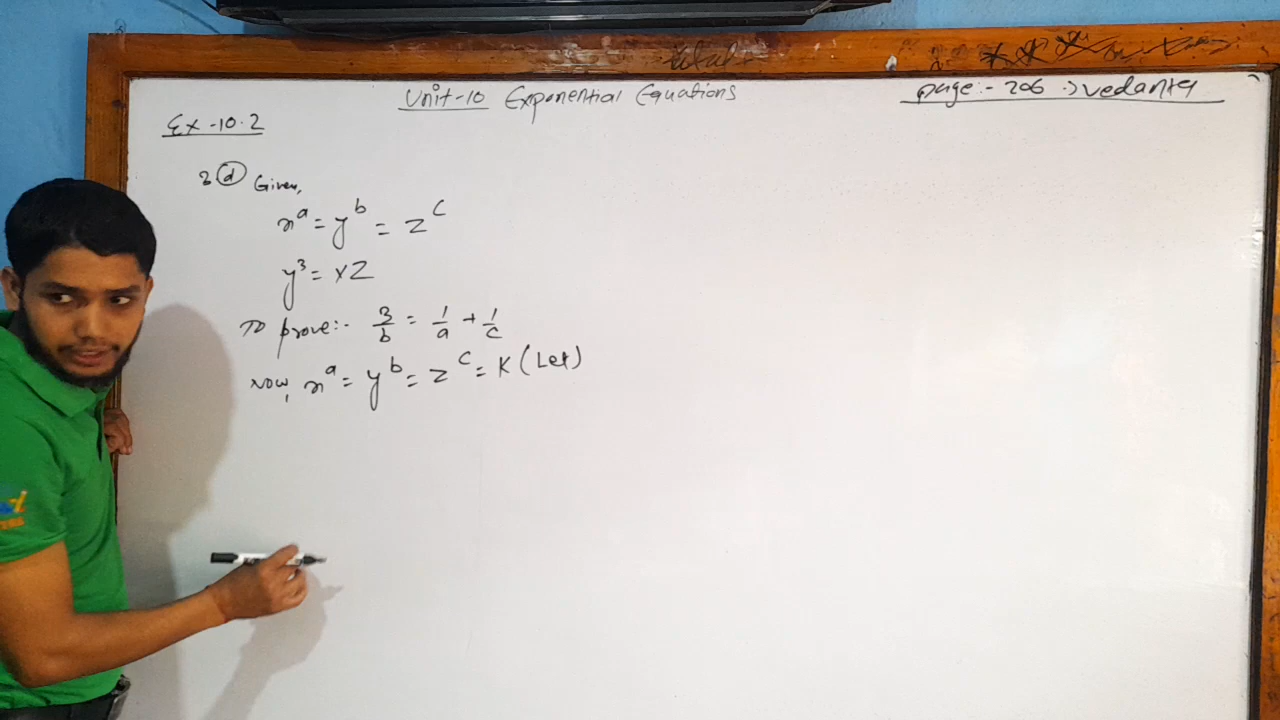 Unit-10 Exponential Equations
page:- 206 :> vedanta
Ex -10.2
3 (d) Given,
x^a = y^b = z^c
y^3 = xz
To prove:- 3/b = 1/a + 1/c
Now, x^a = y^b = z^c = K (Let)